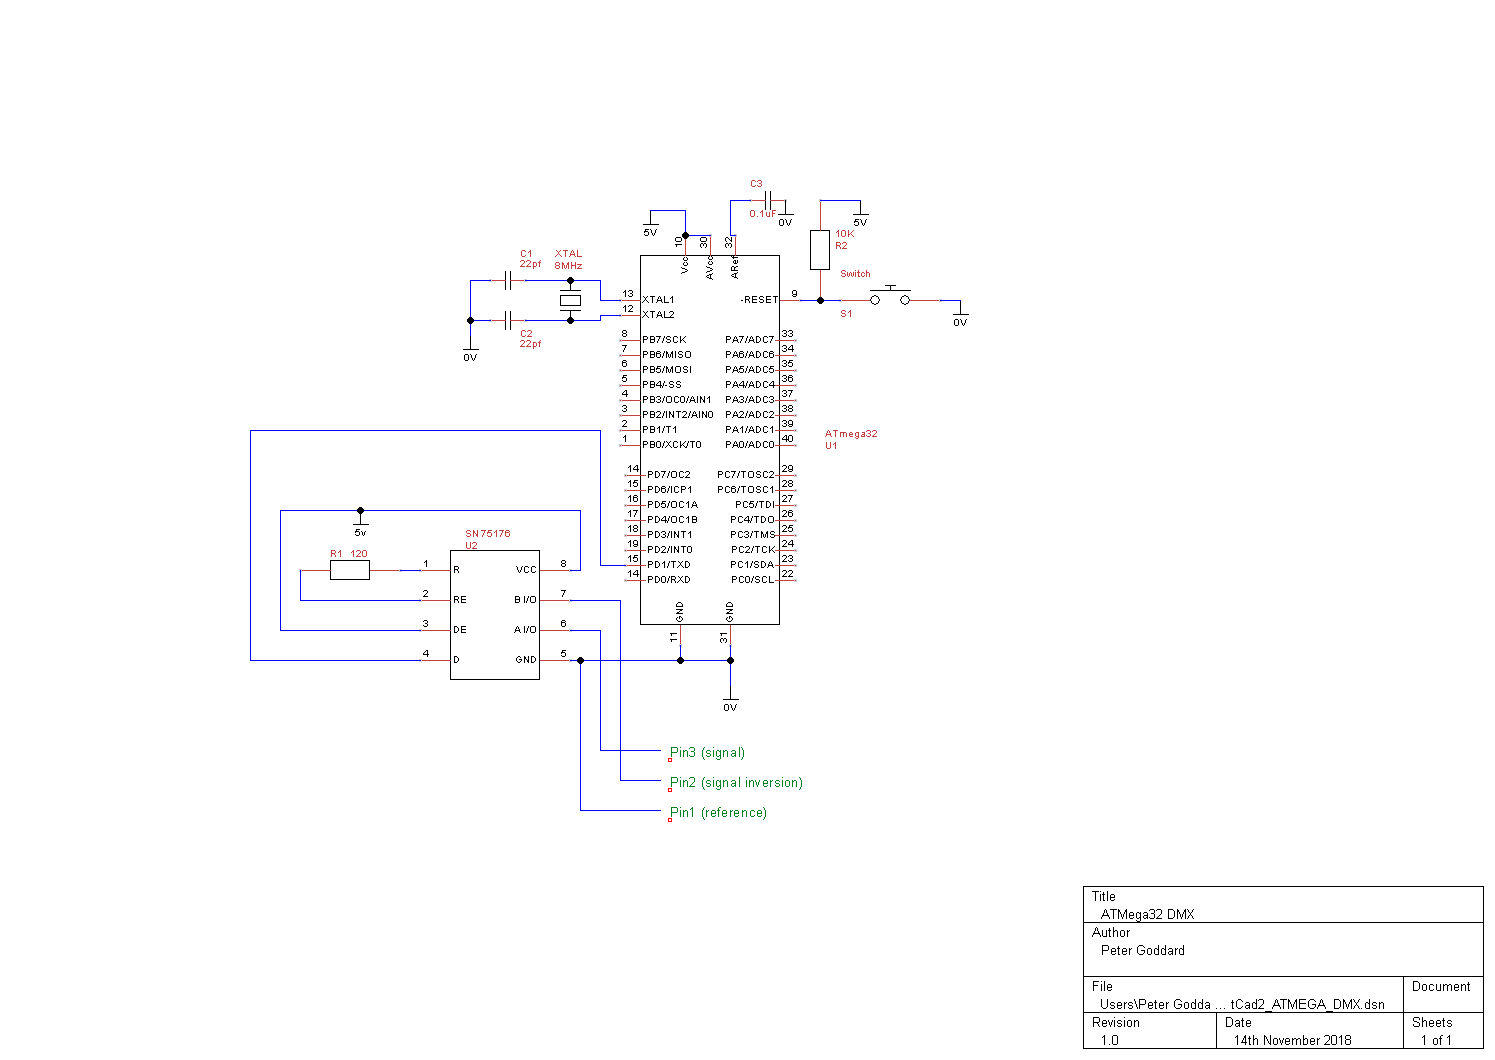 C3
0.1uF
0V
5V
10K
R2
Switch
S1
0V
5V
10
30
32
Vcc
AVcc
ARef
C1
22pf
XTAL
8MHz
C2
22pf
0V
13 XTAL1
12 XTAL2
-RESET 9
8 PB7/SCK
7 PB6/MISO
6 PB5/MOSI
5 PB4/-SS
4 PB3/OC0/AIN1
3 PB2/INT2/AIN0
2 PB1/T1
1 PB0/XCK/T0
PA7/ADC7 33
PA6/ADC6 34
PA5/ADC5 35
PA4/ADC4 36
PA3/ADC3 37
PA2/ADC2 38
PA1/ADC1 39
PA0/ADC0 40
ATmega32
U1
14 PD7/OC2
15 PD6/ICP1
16 PD5/OC1A
17 PD4/OC1B
18 PD3/INT1
19 PD2/INT0
15 PD1/TXD
14 PD0/RXD
PC7/TOSC2 29
PC6/TOSC1 28
PC5/TDI 27
PC4/TDO 26
PC3/TMS 25
PC2/TCK 24
PC1/SDA 23
PC0/SCL 22
GND
GND
11
31
0V
5v
SN75176
U2
R1 120
1 R
2 RE
3 DE
4 D
VCC 8
B I/O 7
A I/O 6
GND 5
Pin3 (signal)
Pin2 (signal inversion)
Pin1 (reference)
Title
ATMega32 DMX
Author
Peter Goddard
File
Users\Peter Godda ... tCad2_ATMEGA_DMX.dsn
Document
Revision
1.0
Date
14th November 2018
Sheets
1 of 1